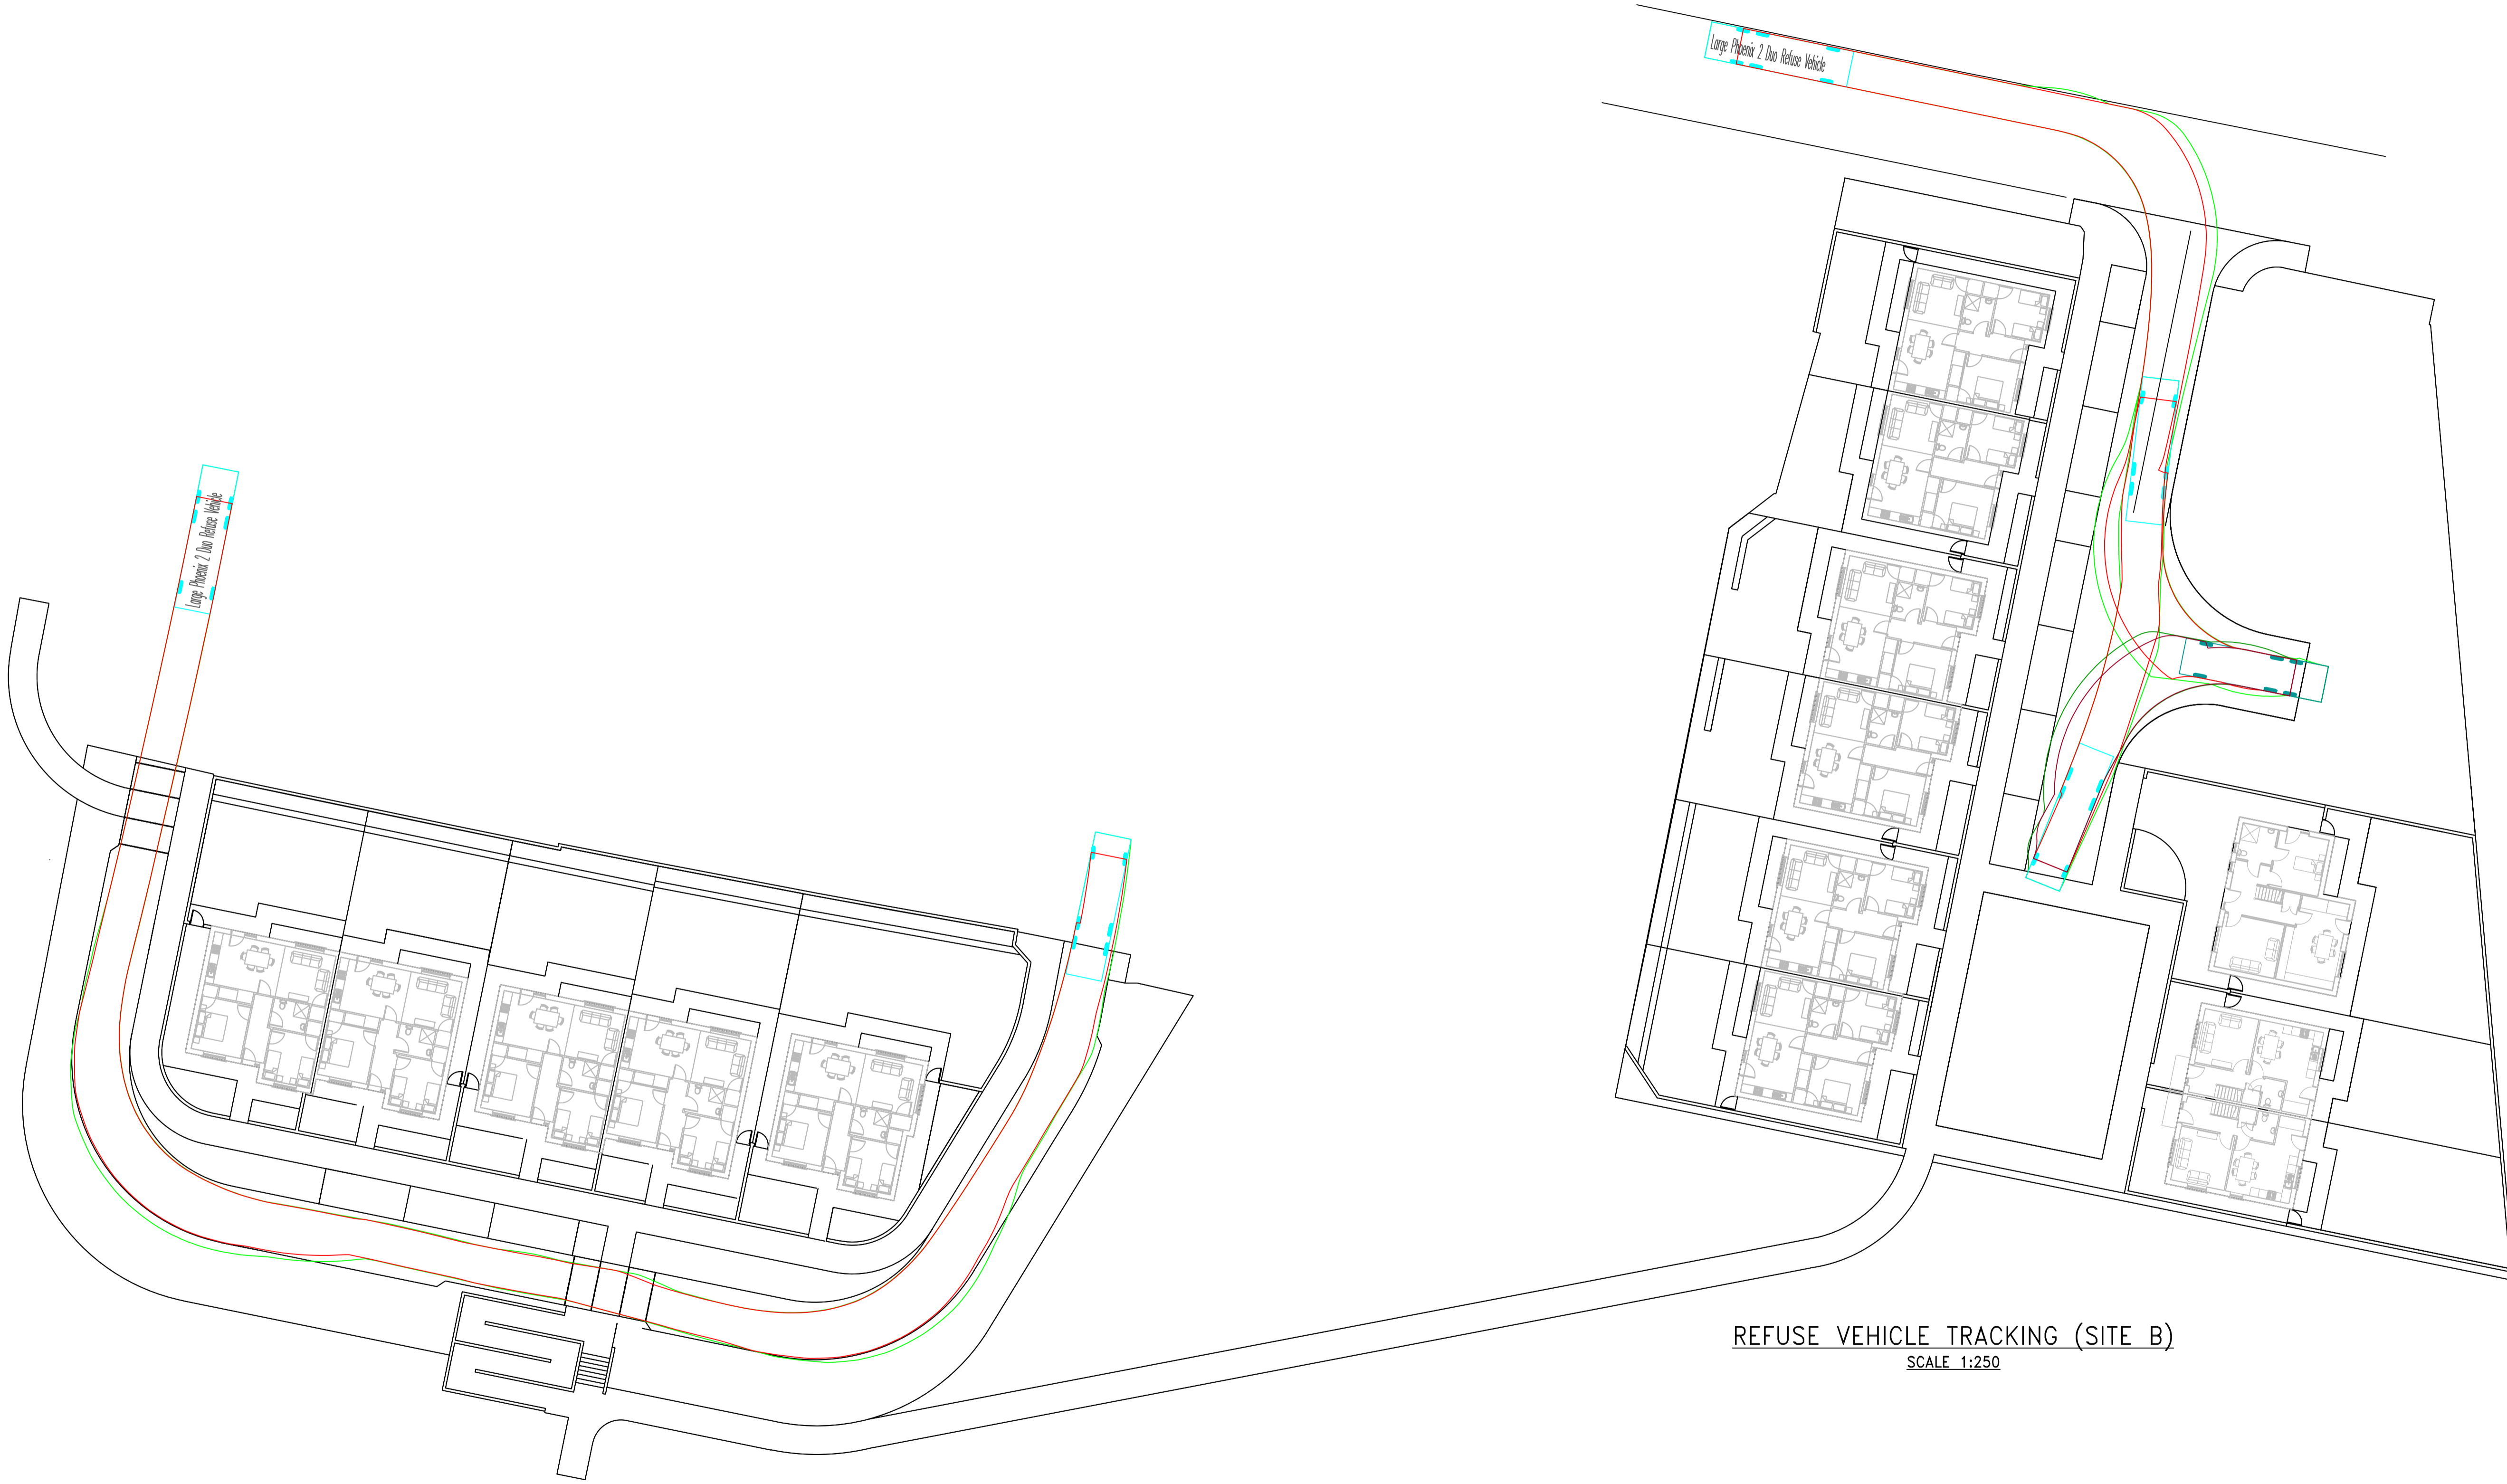 Large Phoenix 2 Duo Refuse Vehicle
Large Phoenix 2 Duo Refuse Vehicle
REFUSE VEHICLE TRACKING (SITE B)
SCALE 1:250